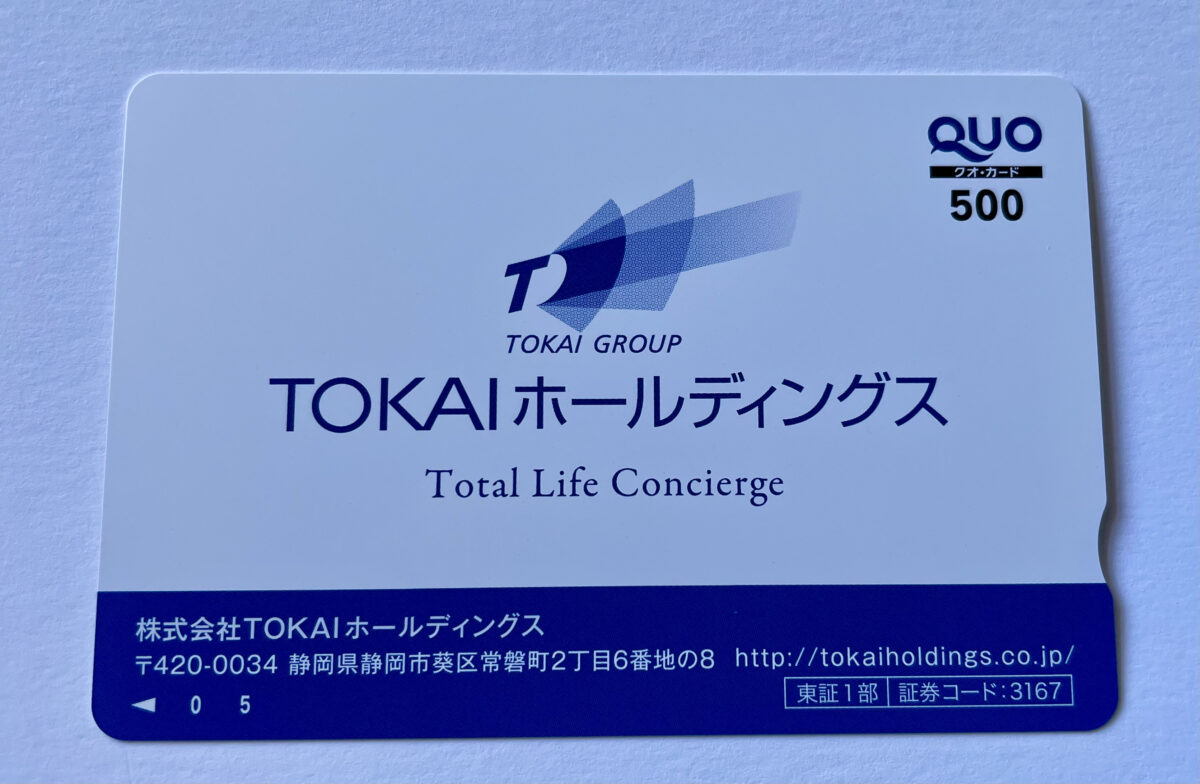 QUO
クオ・カード
500
T
TOKAI GROUP
TOKAIホールディングス
Total Life Concierge
株式会社TOKAIホールディングス
〒420-0034 静岡県静岡市葵区常磐町2丁目6番地の8 http://tokaiholdings.co.jp/
東証1部 証券コード:3167
◀ 0 5